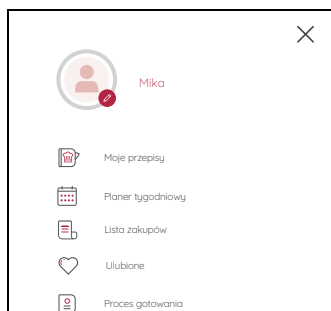 Mika
Moje przepisy
Planer tygodniowy
Lista zakupów
Ulubione
Proces gotowania